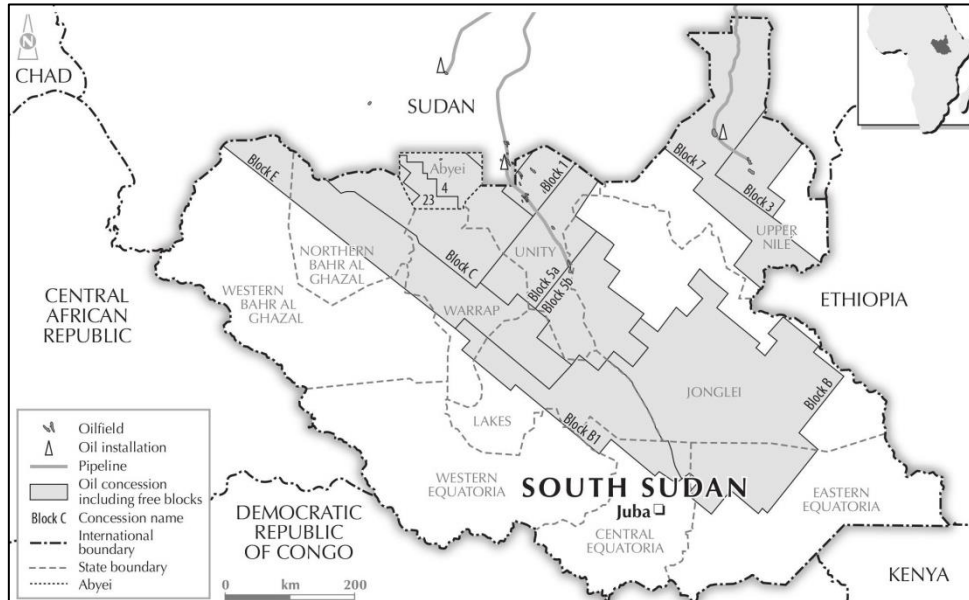 N
CHAD
SUDAN
Block E
Abyei
4
23
Block 1
Block 7
Block 3
UPPER
NILE
NORTHERN
BAHR AL
GHAZAL
UNITY
Block C
Block 5a
Block 5b
WESTERN
BAHR AL
GHAZAL
WARRAP
ETHIOPIA
CENTRAL
AFRICAN
REPUBLIC
JONGLEI
Block B
LAKES
Block B1
WESTERN
EQUATORIA
SOUTH SUDAN
Juba
EASTERN
EQUATORIA
CENTRAL
EQUATORIA
DEMOCRATIC
REPUBLIC
OF CONGO
KENYA
Oilfield
Oil installation
Pipeline
Oil concession
including free blocks
Block C Concession name
International
boundary
State boundary
Abyei
0 km 200